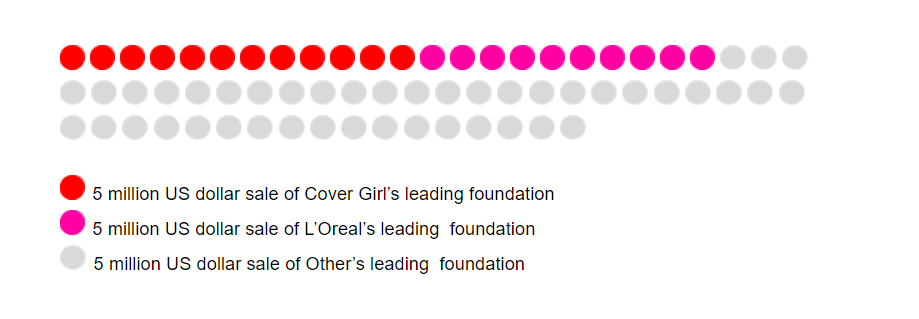 5 million US dollar sale of Cover Girl’s leading foundation
5 million US dollar sale of L’Oreal’s leading  foundation
5 million US dollar sale of Other’s leading  foundation